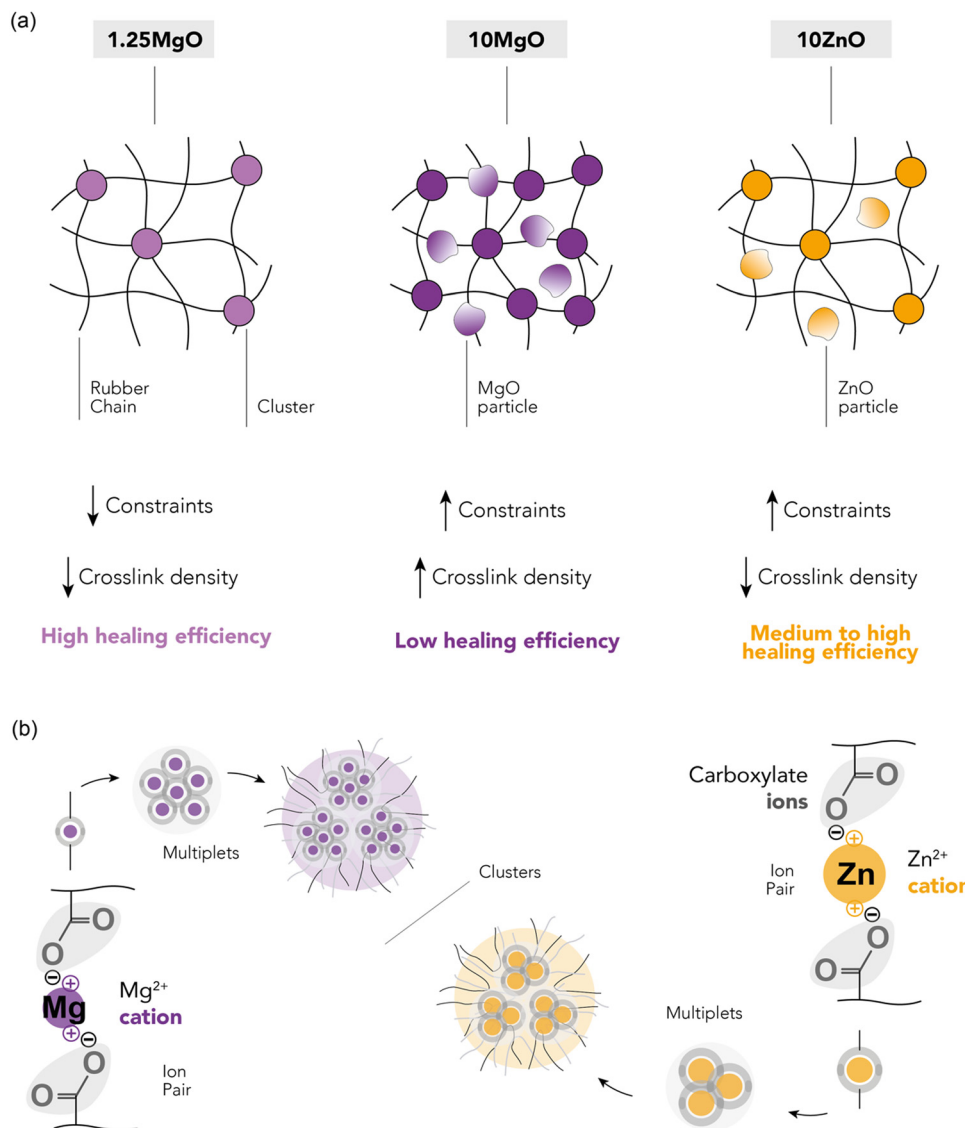 (a)
1.25MgO
10MgO
10ZnO
Rubber
Chain
Cluster
MgO
particle
ZnO
particle
↓ Constraints
↑ Constraints
↑ Constraints
↓ Crosslink density
↑ Crosslink density
↓ Crosslink density
High healing efficiency
Low healing efficiency
Medium to high
healing efficiency
(b)
Multiplets
Clusters
O
O
⊖
⊕
Mg
⊕
⊖
O
O
Mg²⁺
cation
Ion
Pair
Carboxylate
ions
O
O
⊖
⊕
Zn
⊕
⊖
O
O
Ion
Pair
Zn²⁺
cation
Multiplets